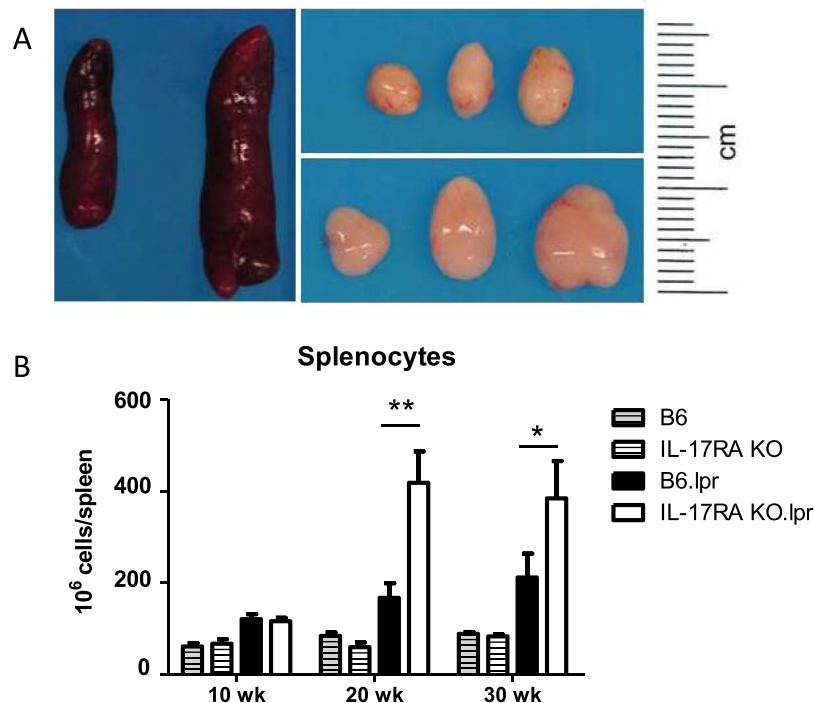 A
cm
B
Splenocytes
10⁶ cells/spleen
600
400
200
0
**
*
10 wk
20 wk
30 wk
B6
IL-17RA KO
B6.lpr
IL-17RA KO.lpr